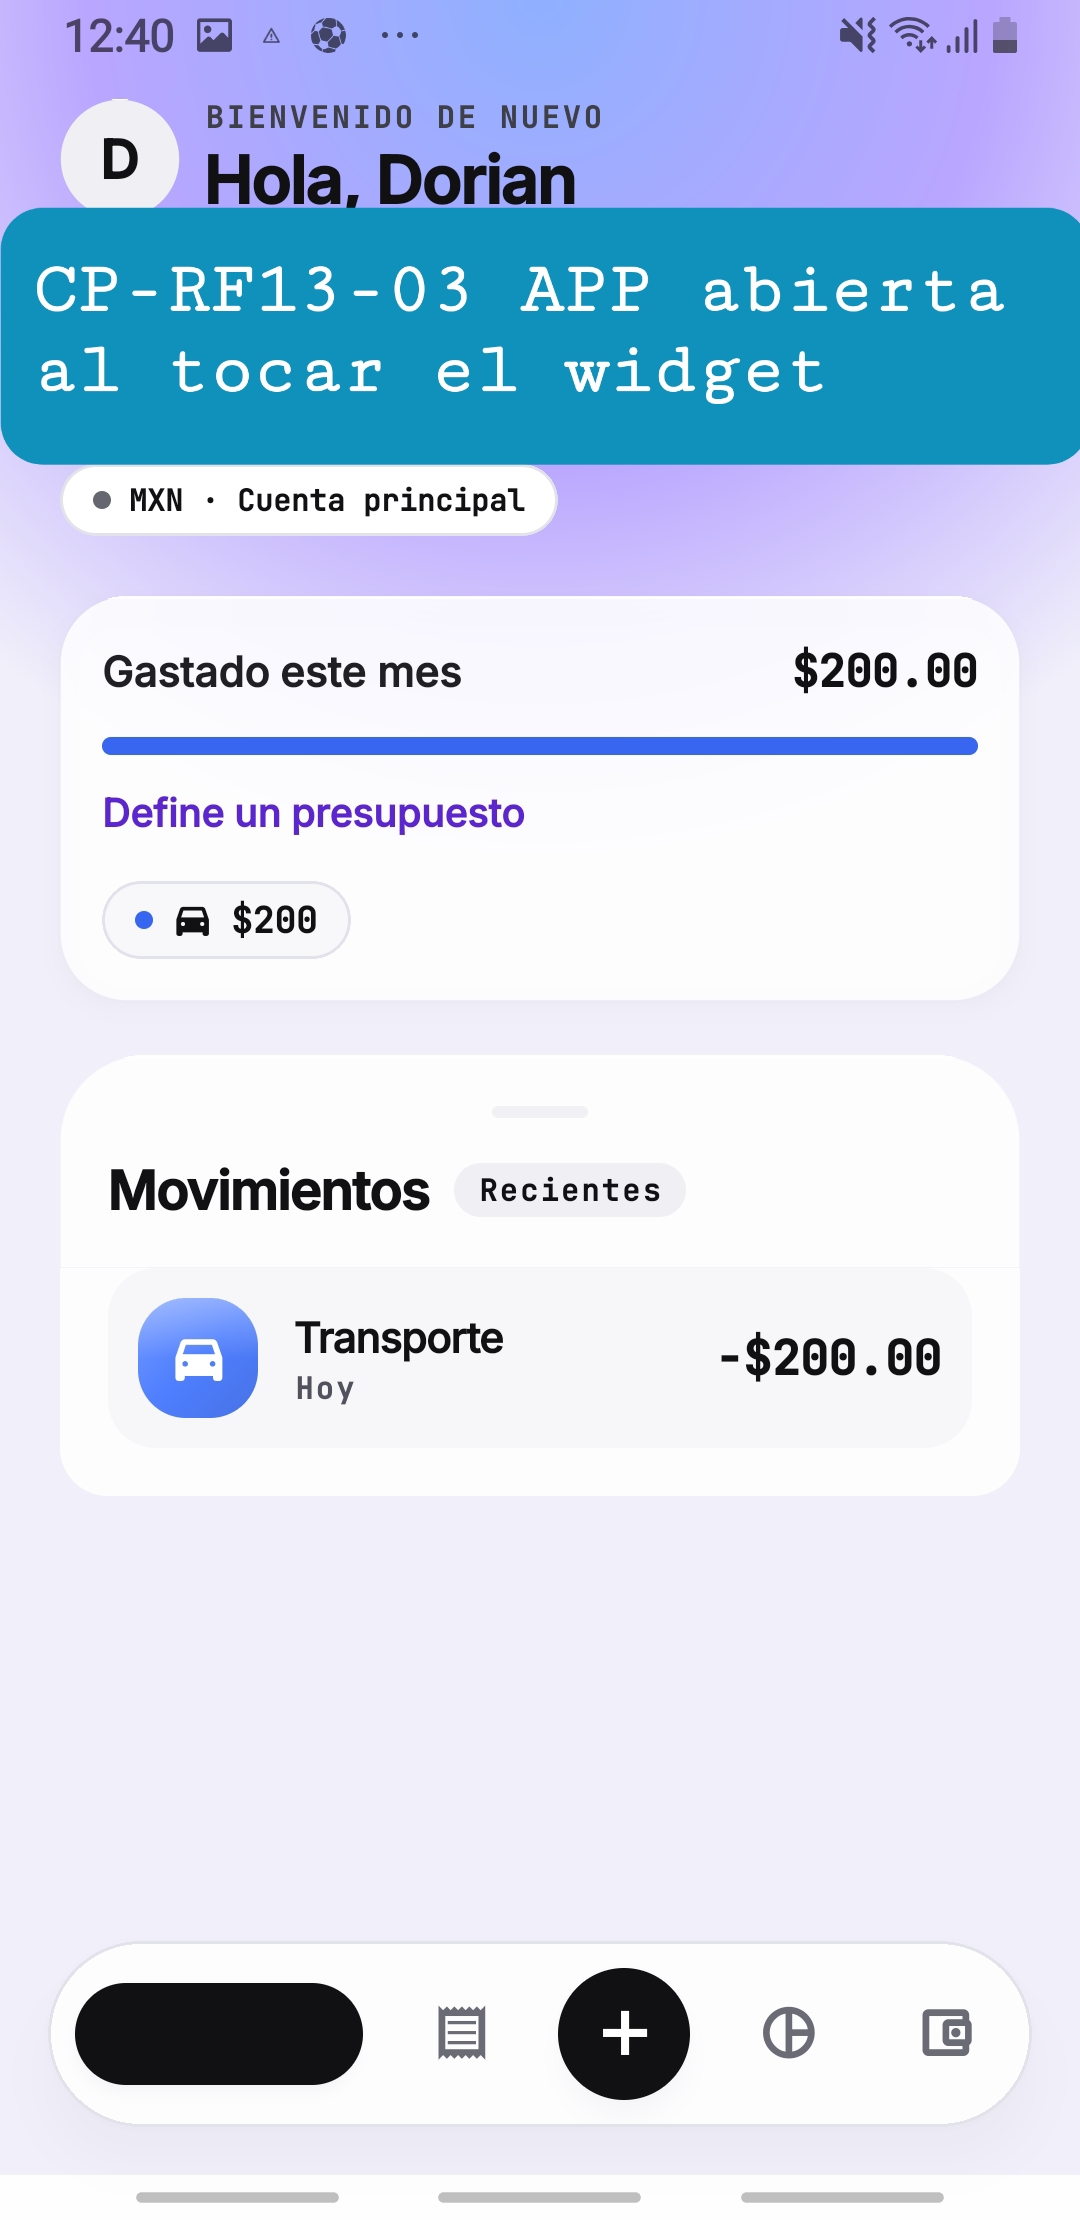 12:40
D
BIENVENIDO DE NUEVO
Hola, Dorian
CP-RF13-03 APP abierta
al tocar el widget
MXN · Cuenta principal
Gastado este mes
$200.00
Define un presupuesto
$200
Movimientos
Recientes
Transporte
Hoy
-$200.00